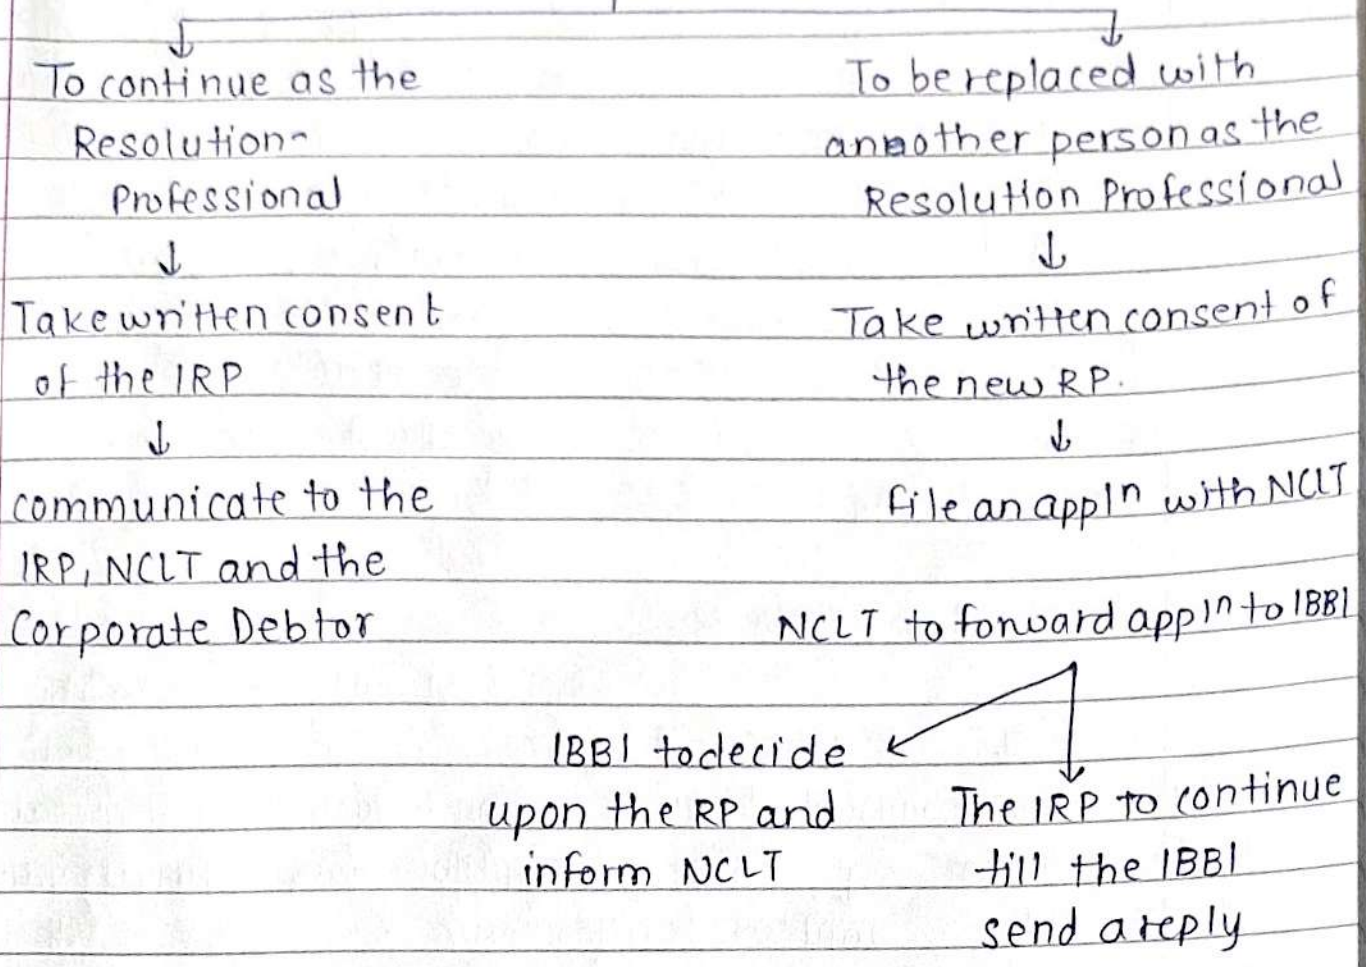 To continue as the
Resolution-
Professional
Take written consent
of the IRP
communicate to the
IRP, NCLT and the
Corporate Debtor
To be replaced with
another person as the
Resolution Professional
Take written consent of
the new RP.
file an appln with NCLT
NCLT to forward appln to IBBI
IBBI to decide
upon the RP and
inform NCLT
The IRP to continue
till the IBBI
send a reply